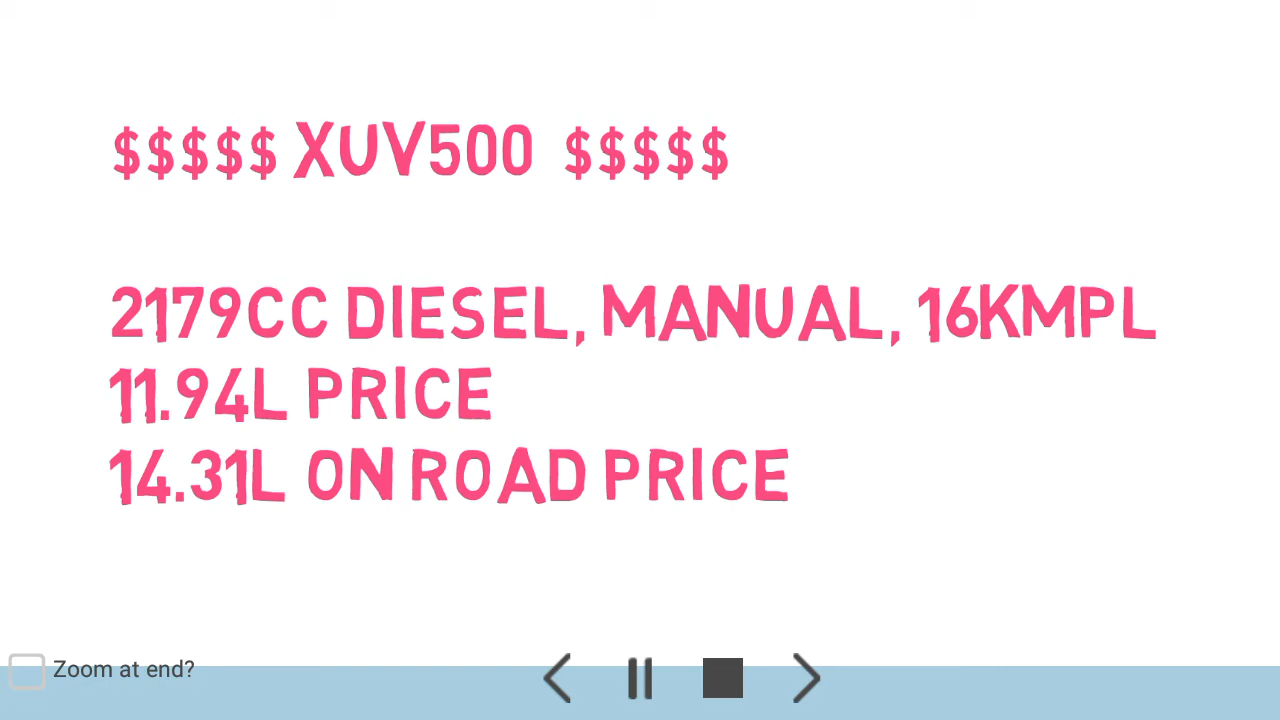 $$$$$ XUV500 $$$$$
2179CC DIESEL, MANUAL, 16KMPL
11.94L PRICE
14.31L ON ROAD PRICE
Zoom at end?